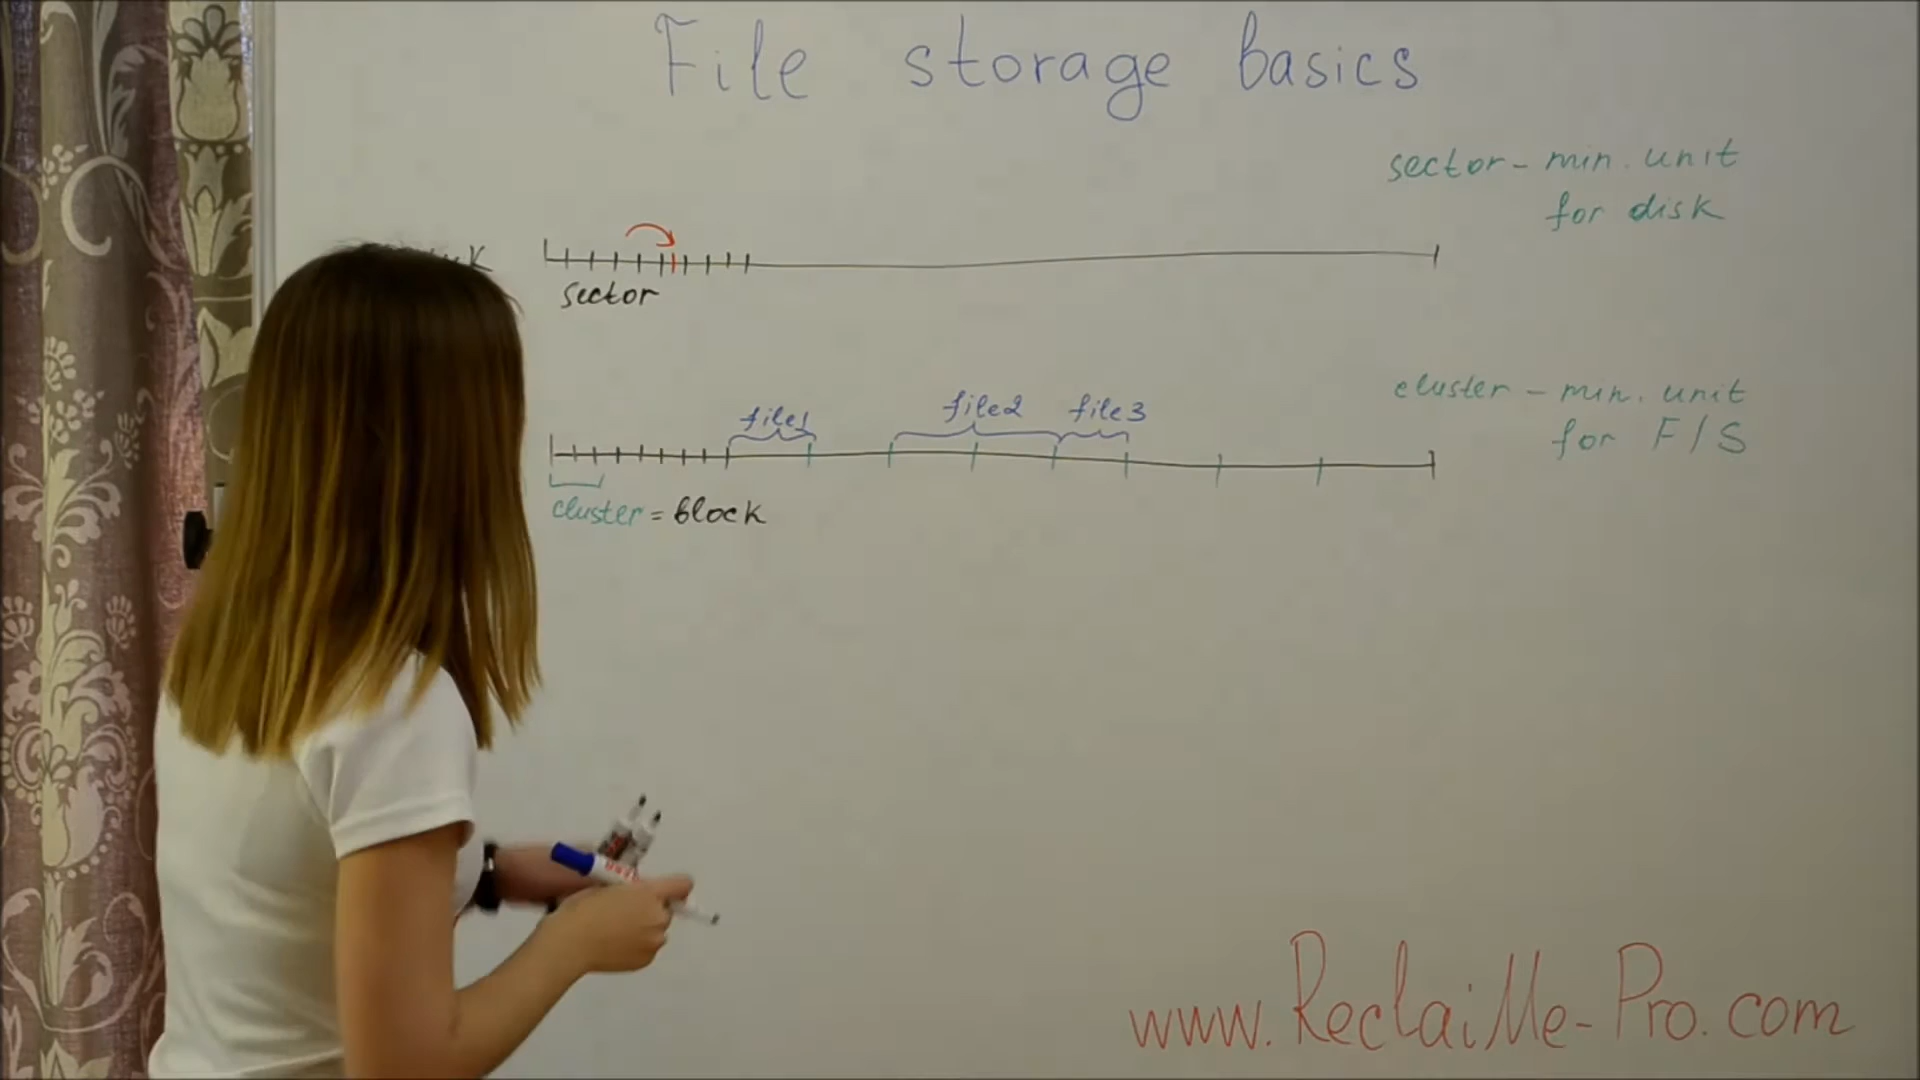 File storage basics
sector - min. unit
for disk
sector
cluster - min. unit
for F/S
file1 file2 file3
cluster = block
www.ReclaiMe-Pro.com